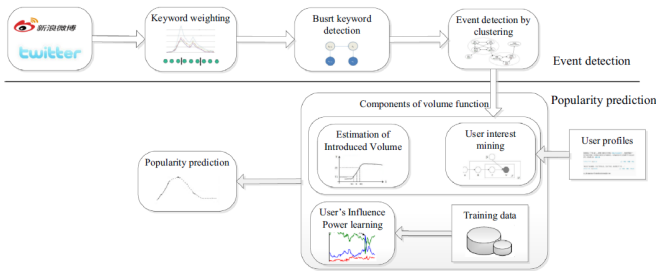 新浪微博
twitter
Keyword weighting
Busrt keyword
detection
Event detection by
clustering
Event detection
Popularity prediction
Components of volume function
Estimation of
Introduced Volume
User interest
mining
User profiles
Popularity prediction
User's Influence
Power learning
Training data